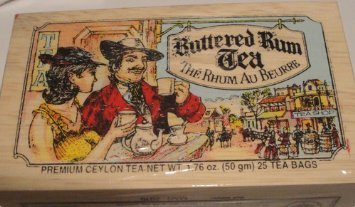 TEA
Buttered Rum
Tea
THE RHUM AU BEURRE
TEA SHOP
PREMIUM CEYLON TEA NET WT. 1.76 oz. (50 gm) 25 TEA BAGS